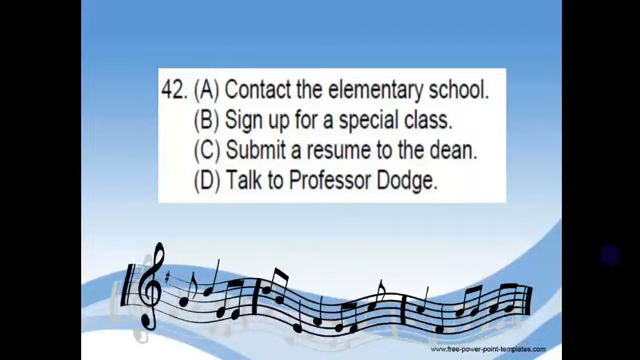 42. (A) Contact the elementary school.
(B) Sign up for a special class.
(C) Submit a resume to the dean.
(D) Talk to Professor Dodge.
www.free-power-point-templates.com